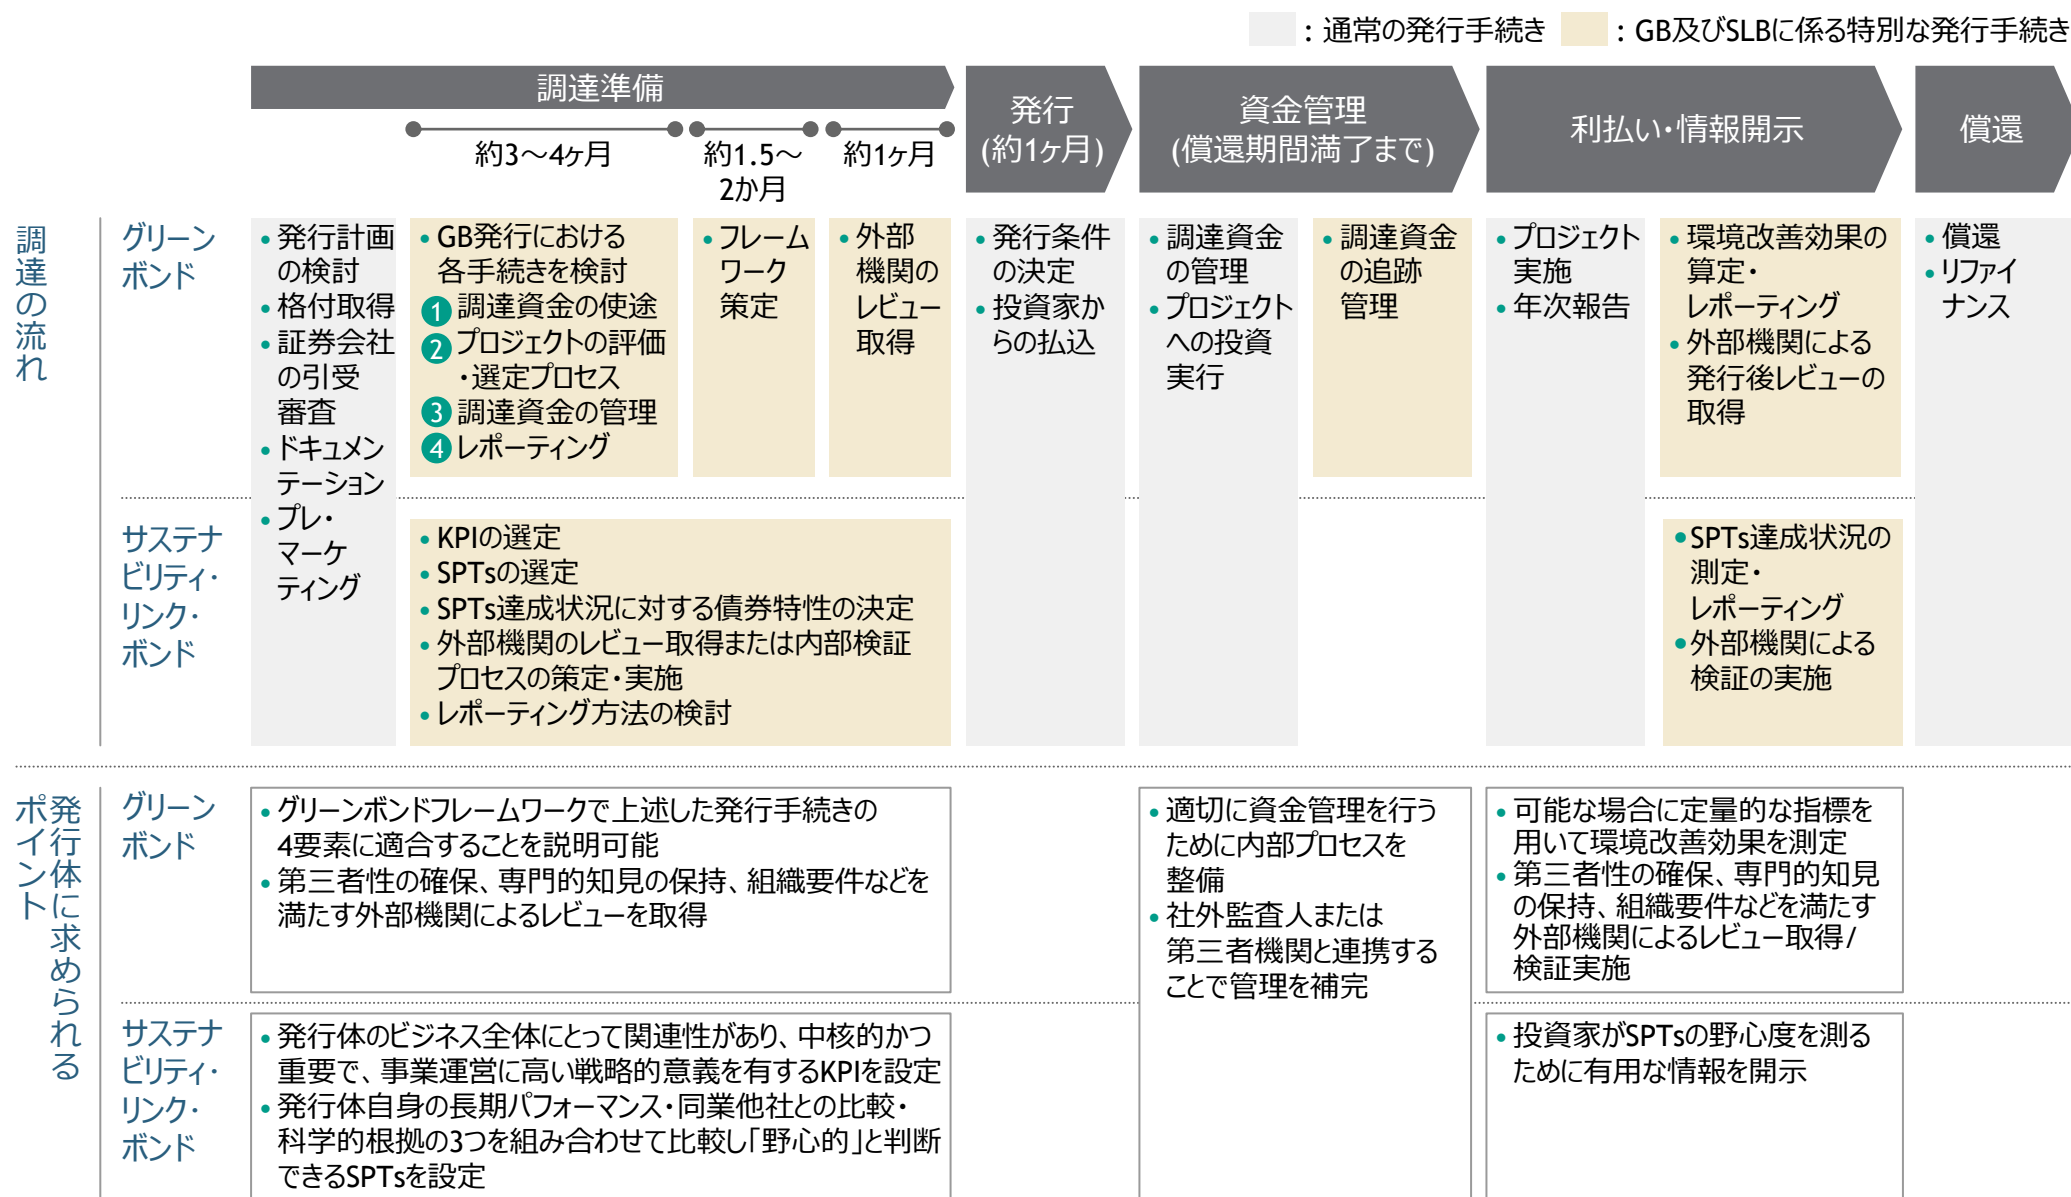 ：通常の発行手続き
：GB及びSLBに係る特別な発行手続き
調達準備
約3～4ヶ月
約1.5～
2か月
約1ヶ月
発行
(約1ヶ月)
資金管理
(償還期間満了まで)
利払い・情報開示
償還
調達の流れ
グリーン
ボンド
• 発行計画
の検討
• 格付取得
• 証券会社
の引受
審査
• ドキュメン
テーション
• プレ・
マーケ
ティング
• GB発行における
各手続きを検討
1 調達資金の使途
2 プロジェクトの評価
・選定プロセス
3 調達資金の管理
4 レポーティング
• フレーム
ワーク
策定
• 外部
機関の
レビュー
取得
• 発行条件
の決定
• 投資家か
らの払込
• 調達資金
の管理
• プロジェクト
への投資
実行
• 調達資金
の追跡
管理
• プロジェクト
実施
• 年次報告
• 環境改善効果の
算定・
レポーティング
• 外部機関による
発行後レビューの
取得
• 償還
• リファイ
ナンス
サステナ
ビリティ・
リンク・
ボンド
• KPIの選定
• SPTsの選定
• SPTs達成状況に対する債券特性の決定
• 外部機関のレビュー取得または内部検証
プロセスの策定・実施
• レポーティング方法の検討
• SPTs達成状況の
測定・
レポーティング
• 外部機関による
検証の実施
発行体に求められる
ポイント
グリーン
ボンド
• グリーンボンドフレームワークで上述した発行手続きの
4要素に適合することを説明可能
• 第三者性の確保、専門的知見の保持、組織要件などを
満たす外部機関によるレビューを取得
• 適切に資金管理を行う
ために内部プロセスを
整備
• 社外監査人または
第三者機関と連携する
ことで管理を補完
• 可能な場合に定量的な指標を
用いて環境改善効果を測定
• 第三者性の確保、専門的知見
の保持、組織要件などを満たす
外部機関によるレビュー取得/
検証実施
サステナ
ビリティ・
リンク・
ボンド
• 発行体のビジネス全体にとって関連性があり、中核的かつ
重要で、事業運営に高い戦略的意義を有するKPIを設定
• 発行体自身の長期パフォーマンス・同業他社との比較・
科学的根拠の3つを組み合わせて比較し「野心的」と判断
できるSPTsを設定
• 投資家がSPTsの野心度を測る
ために有用な情報を開示